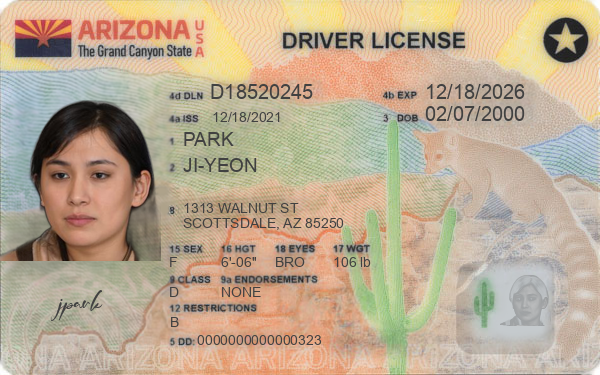 ARIZONA USA
The Grand Canyon State
DRIVER LICENSE
4d DLN D18520245
4b EXP 12/18/2026
4a ISS 12/18/2021
3 DOB 02/07/2000
1 PARK
2 JI-YEON
8 1313 WALNUT ST
SCOTTSDALE, AZ 85250
15 SEX 16 HGT 18 EYES 17 WGT
F 6'-06" BRO 106 lb
9 CLASS 9a ENDORSEMENTS
D NONE
12 RESTRICTIONS
B
jpark
5 DD: 0000000000000323
ONA ARIZONA ARIZONA ARIZONA ARIZONA ARIZ